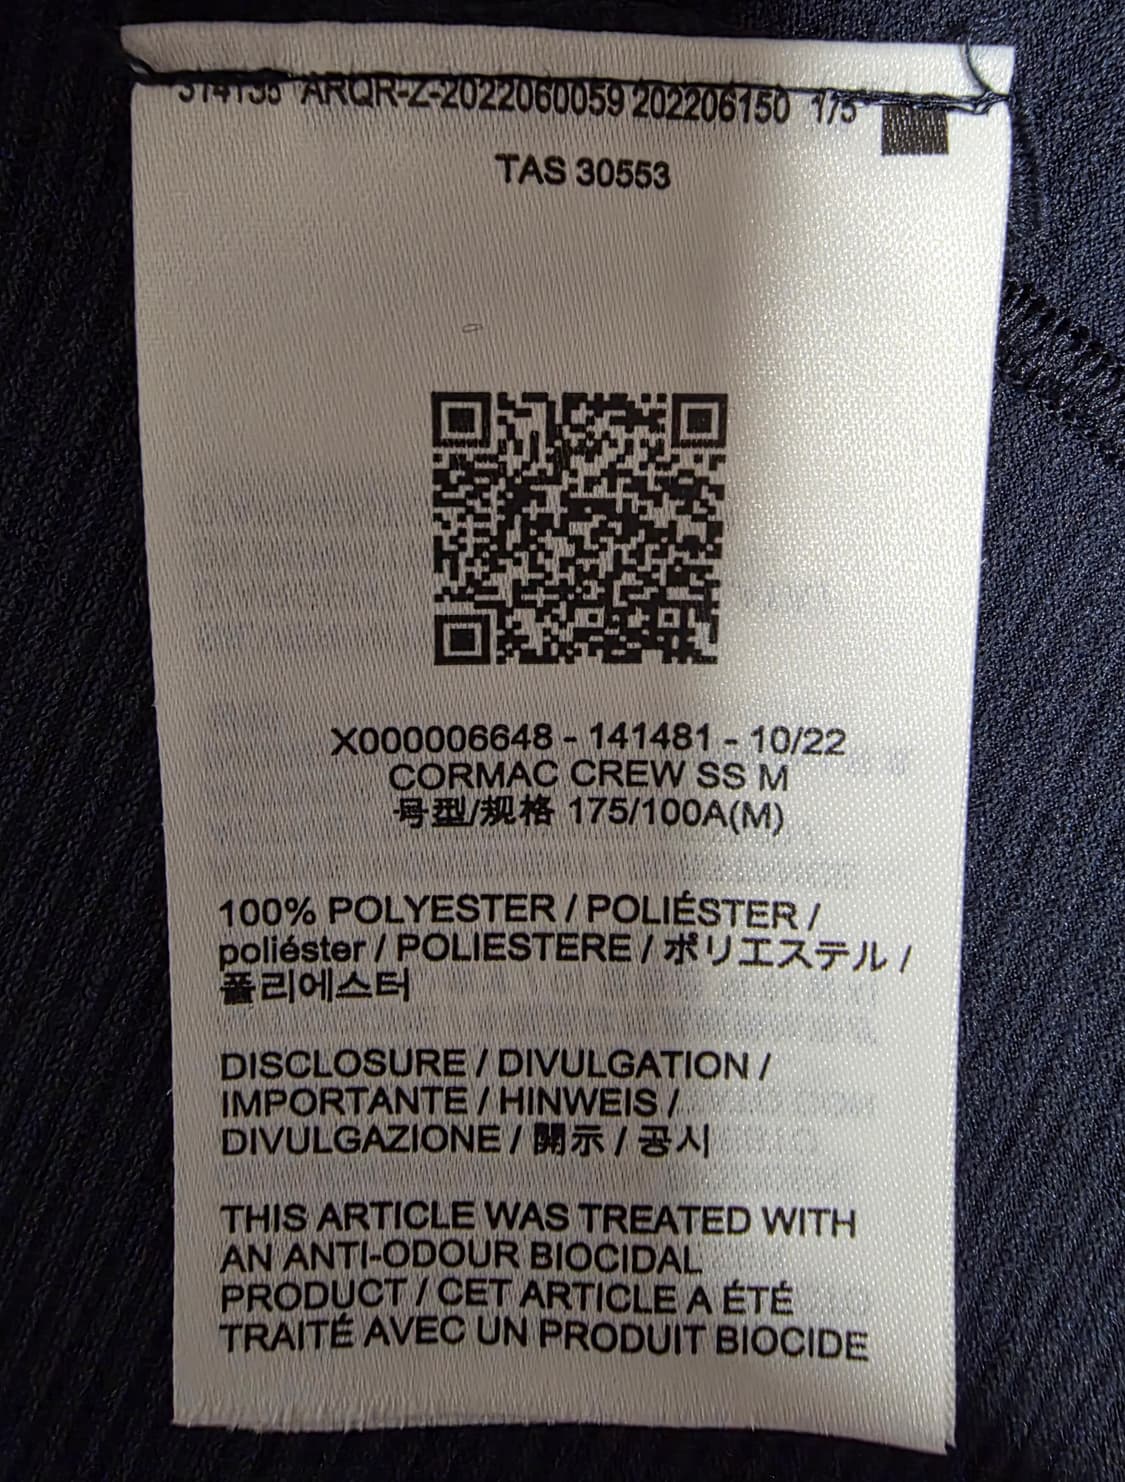 314135 ARQR-Z-2022060059 202206150 175
TAS 30553
X000006648 - 141481 - 10/22
CORMAC CREW SS M
号型/规格 175/100A(M)
100% POLYESTER / POLIÉSTER /
poliéster / POLIESTERE / ポリエステル /
폴리에스터
DISCLOSURE / DIVULGATION /
IMPORTANTE / HINWEIS /
DIVULGAZIONE / 開示 / 공시
THIS ARTICLE WAS TREATED WITH
AN ANTI-ODOUR BIOCIDAL
PRODUCT / CET ARTICLE A ÉTÉ
TRAITÉ AVEC UN PRODUIT BIOCIDE